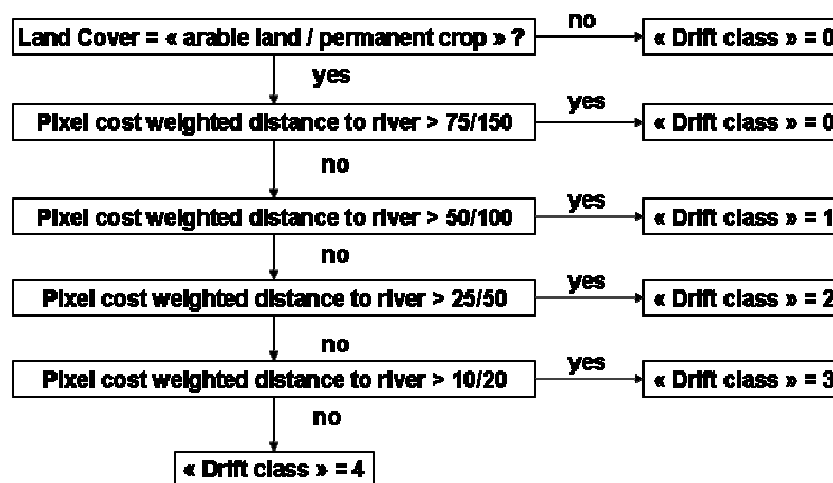 Land Cover = « arable land / permanent crop » ?
no
« Drift class » = 0
yes
Pixel cost weighted distance to river > 75/150
yes
« Drift class » = 0
no
Pixel cost weighted distance to river > 50/100
yes
« Drift class » = 1
no
Pixel cost weighted distance to river > 25/50
yes
« Drift class » = 2
no
Pixel cost weighted distance to river > 10/20
yes
« Drift class » = 3
no
« Drift class » = 4